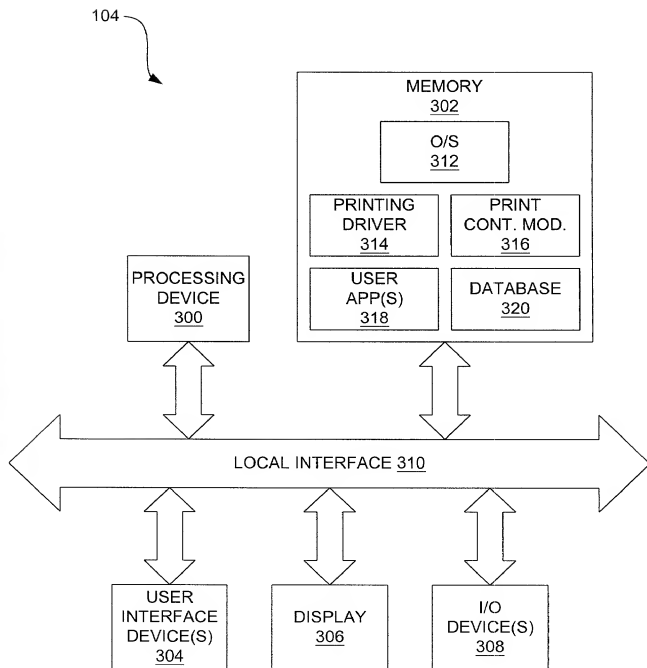 104
MEMORY
302
O/S
312
PRINTING
DRIVER
314
PRINT
CONT. MOD.
316
USER
APP(S)
318
DATABASE
320
PROCESSING
DEVICE
300
LOCAL INTERFACE 310
USER
INTERFACE
DEVICE(S)
304
DISPLAY
306
I/O
DEVICE(S)
308